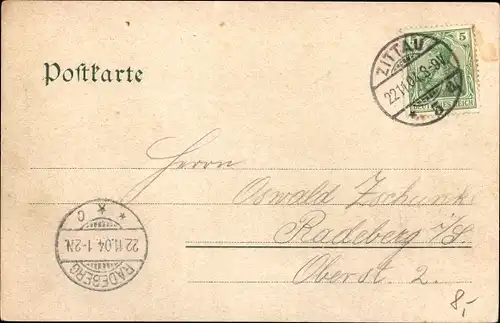 Postkarte
5
DEUTSCHES REICH
ZITTAU
22.11.04. 8-9V.
* 5 a
Herrn
Oswald Zschunke
Radeberg i/S.
Oberst. 2.
C * *
22.11.04. 1-2N.
RADEBERG
8,-